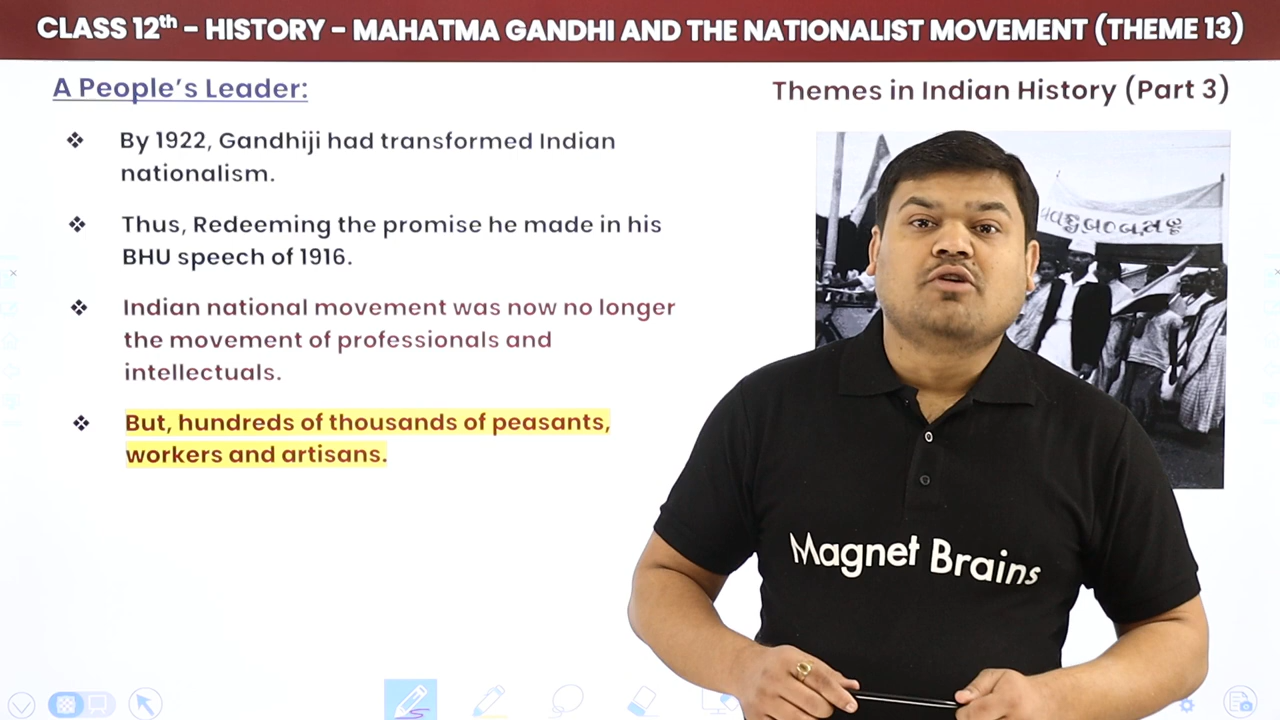 CLASS 12th – HISTORY – MAHATMA GANDHI AND THE NATIONALIST MOVEMENT (THEME 13)
A People's Leader:
Themes in Indian History (Part 3)
❖ By 1922, Gandhiji had transformed Indian
nationalism.
❖ Thus, Redeeming the promise he made in his
BHU speech of 1916.
❖ Indian national movement was now no longer
the movement of professionals and
intellectuals.
❖ But, hundreds of thousands of peasants,
workers and artisans.
Magnet Brains